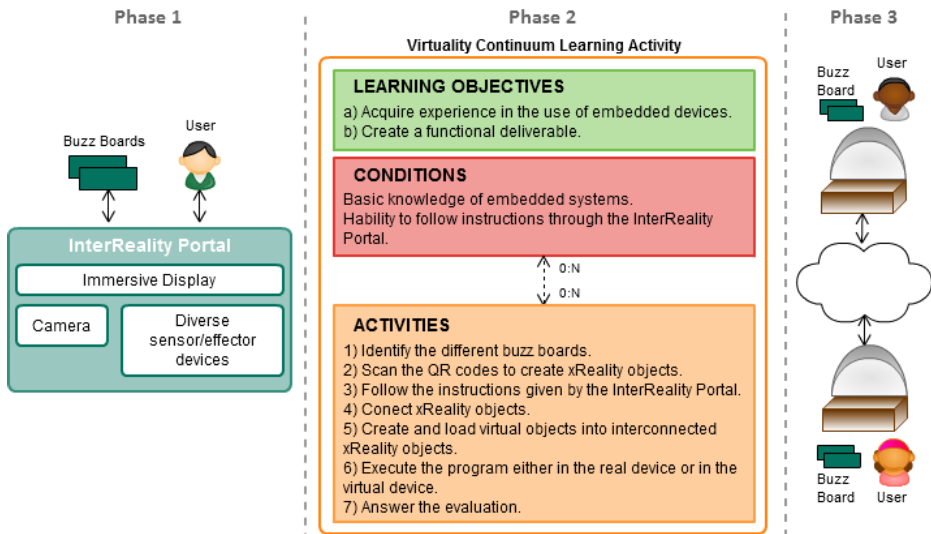 Phase 1
Buzz Boards
User
InterReality Portal
Immersive Display
Camera
Diverse
sensor/effector
devices
Phase 2
Virtuality Continuum Learning Activity
LEARNING OBJECTIVES
a) Acquire experience in the use of embedded devices.
b) Create a functional deliverable.
CONDITIONS
Basic knowledge of embedded systems.
Hability to follow instructions through the InterReality
Portal.
0:N
0:N
ACTIVITIES
1) Identify the different buzz boards.
2) Scan the QR codes to create xReality objects.
3) Follow the instructions given by the InterReality Portal.
4) Conect xReality objects.
5) Create and load virtual objects into interconnected
xReality objects.
6) Execute the program either in the real device or in the
virtual device.
7) Answer the evaluation.
Phase 3
Buzz
Board
User
Buzz
Board
User